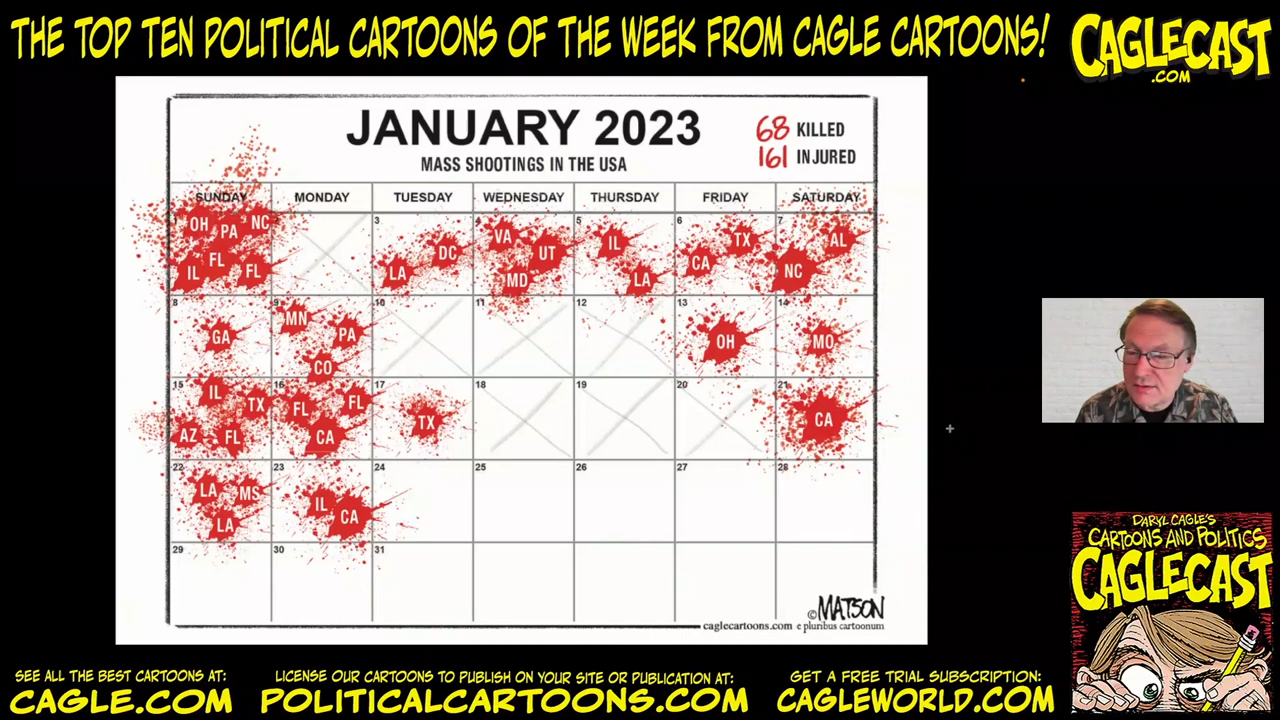 THE TOP TEN POLITICAL CARTOONS OF THE WEEK FROM CAGLE CARTOONS!
CAGLECAST
.COM
JANUARY 2023
MASS SHOOTINGS IN THE USA
68 KILLED
161 INJURED
SUNDAY MONDAY TUESDAY WEDNESDAY THURSDAY FRIDAY SATURDAY
1 3 4 5 6 7
OH PA NC
FL
IL FL
LA DC
VA UT
MD
IL
LA
CA TX
NC AL
8 9 10 11 12 13 14
GA
MN
PA
CO
OH
MO
15 16 17 18 19 20 21
IL TX
AZ FL
FL FL
CA
TX
CA
22 23 24 25 26 27 28
LA MS
LA
IL CA
29 30 31
© MATSON
caglecartoons.com e pluribus cartoonum
DARYL CAGLE'S
CARTOONS AND POLITICS
CAGLECAST
SEE ALL THE BEST CARTOONS AT:
CAGLE.COM
LICENSE OUR CARTOONS TO PUBLISH ON YOUR SITE OR PUBLICATION AT:
POLITICALCARTOONS.COM
GET A FREE TRIAL SUBSCRIPTION:
CAGLEWORLD.COM